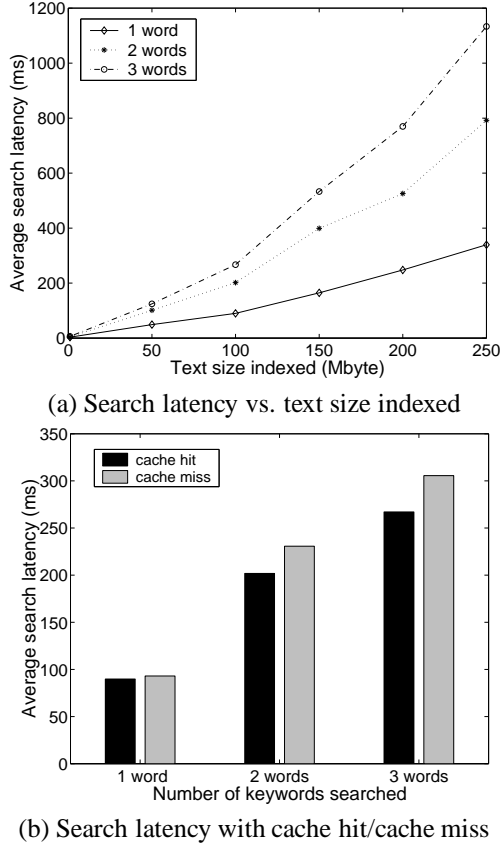 1200
1000
800
600
400
200
0
Average search latency (ms)
1 word
2 words
3 words
0 50 100 150 200 250
Text size indexed (Mbyte)
(a) Search latency vs. text size indexed
350
300
250
200
150
100
50
0
Average search latency (ms)
cache hit
cache miss
1 word 2 words 3 words
Number of keywords searched
(b) Search latency with cache hit/cache miss